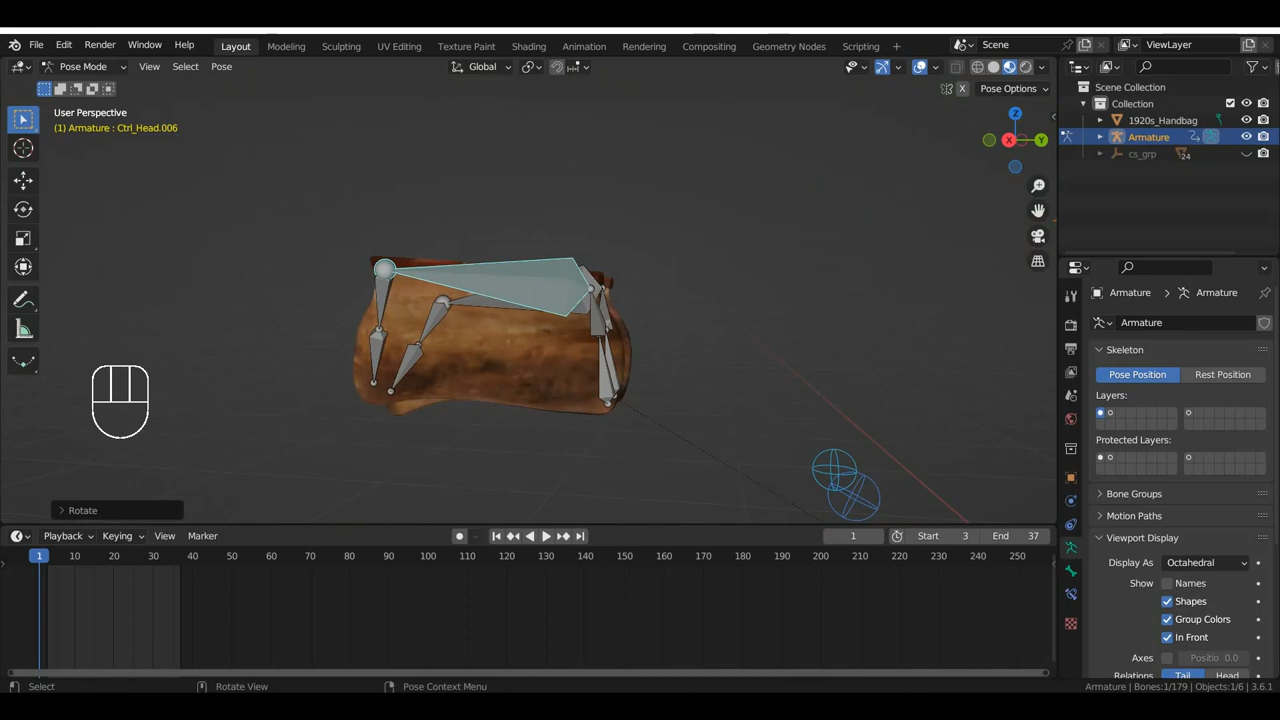 File Edit Render Window Help Layout Modeling Sculpting UV Editing Texture Paint Shading Animation Rendering Compositing Geometry Nodes Scripting + Scene ViewLayer
Pose Mode View Select Pose Global
X Pose Options
User Perspective
(1) Armature : Ctrl_Head.006
Z
X
Y
Scene Collection
Collection
1920s_Handbag
Armature
cs_grp 24
Armature > Armature
Armature
Skeleton
Pose Position Rest Position
Layers:
Protected Layers:
Bone Groups
Motion Paths
Viewport Display
Display As Octahedral
Show Names
Shapes
Group Colors
In Front
Axes Positio 0.0
Relations Tail Head
Rotate
Playback Keying View Marker 1 Start 3 End 37
1 10 20 30 40 50 60 70 80 90 100 110 120 130 140 150 160 170 180 190 200 210 220 230 240 250
Select Rotate View Pose Context Menu Armature | Bones:1/179 | Objects:1/6 | 3.6.1